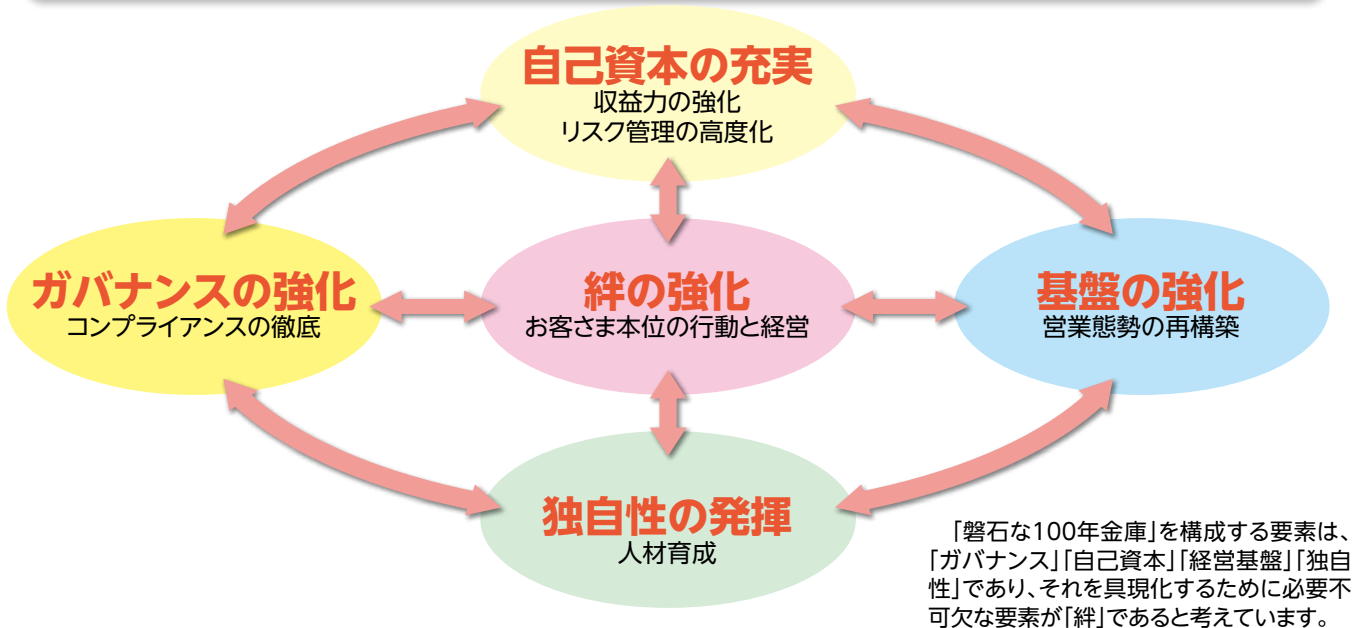 自己資本の充実
収益力の強化
リスク管理の高度化
ガバナンスの強化
コンプライアンスの徹底
絆の強化
お客さま本位の行動と経営
基盤の強化
営業態勢の再構築
独自性の発揮
人材育成
「磐石な100年金庫」を構成する要素は、
「ガバナンス」「自己資本」「経営基盤」「独自
性」であり、それを具現化するために必要不
可欠な要素が「絆」であると考えています。